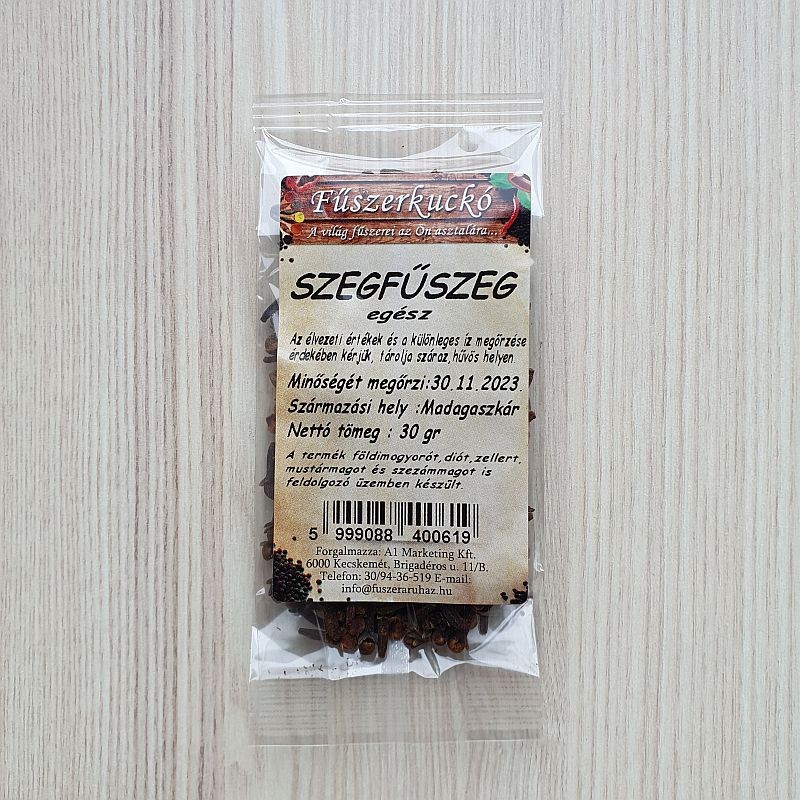 Fűszerkuckó
A világ fűszerei az Ön asztalára...
SZEGFŰSZEG
egész
Az élvezeti értékek és a különleges íz megőrzése
érdekében kérjük, tárolja száraz,hűvös helyen.
Minőségét megőrzi:30.11.2023.
Származási hely :Madagaszkár
Nettó tömeg : 30 gr
A termék földimogyorót,diót,zellert,
mustármagot és szezámmagot is
feldolgozó üzemben készült.
5 999088 400619
Forgalmazza: A1 Marketing Kft.
6000 Kecskemét, Brigadéros u. 11/B.
Telefon: 30/94-36-519 E-mail:
info@fuszeraruhaz.hu